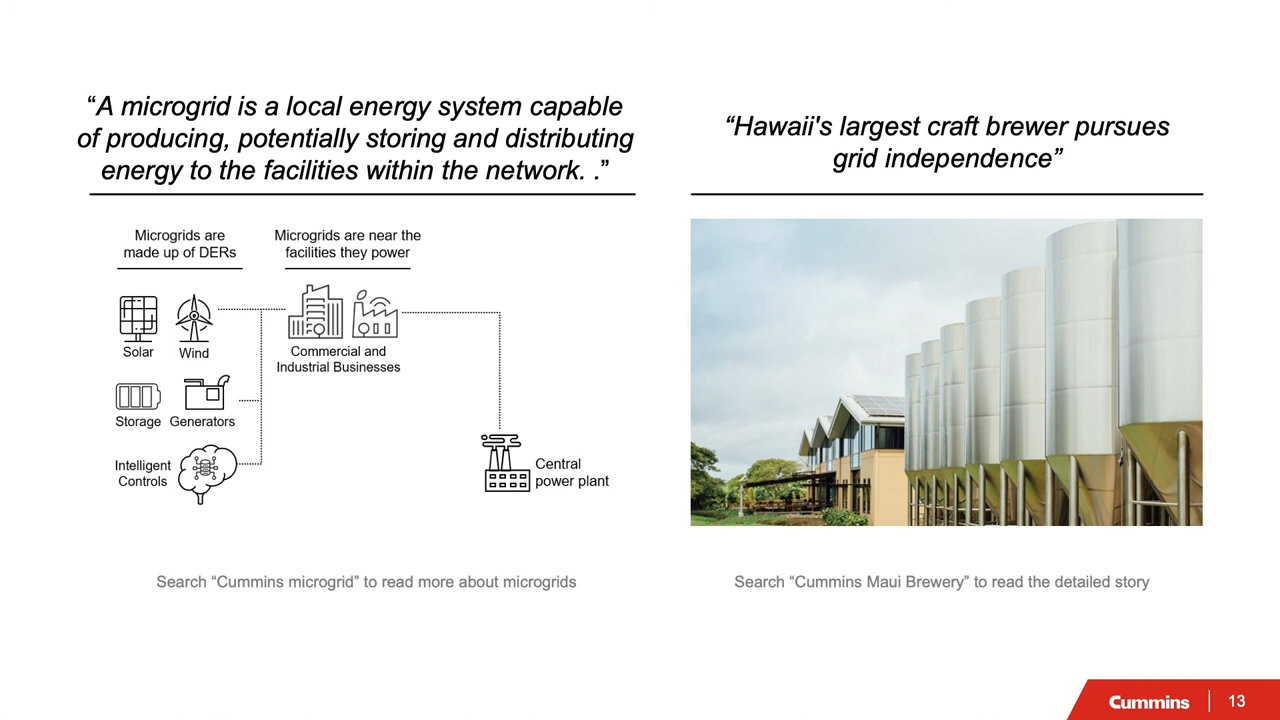 “A microgrid is a local energy system capable
of producing, potentially storing and distributing
energy to the facilities within the network. .”
Microgrids are
made up of DERs
Microgrids are near the
facilities they power
Solar
Wind
Commercial and
Industrial Businesses
Storage
Generators
Intelligent
Controls
Central
power plant
Search “Cummins microgrid” to read more about microgrids
“Hawaii's largest craft brewer pursues
grid independence”
Search “Cummins Maui Brewery” to read the detailed story
Cummins
13